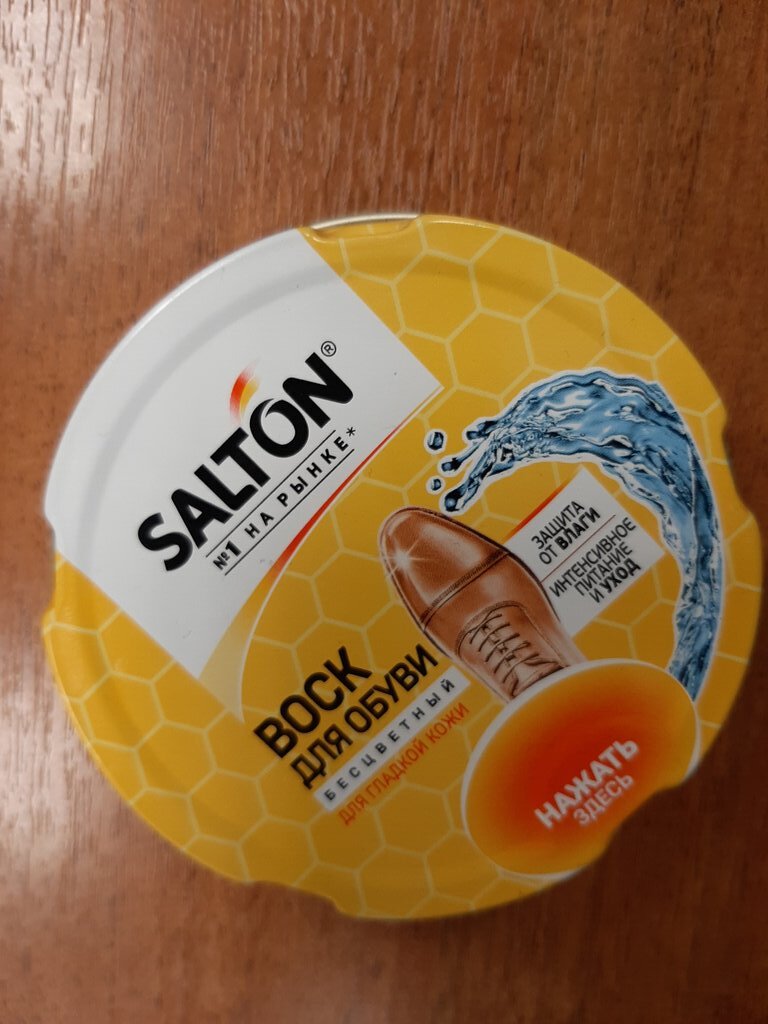 SALTON®
№1 НА РЫНКЕ*
ЗАЩИТА
ОТ ВЛАГИ
ИНТЕНСИВНОЕ
ПИТАНИЕ
И УХОД
ВОСК
ДЛЯ ОБУВИ
БЕСЦВЕТНЫЙ
ДЛЯ ГЛАДКОЙ КОЖИ
НАЖАТЬ
ЗДЕСЬ